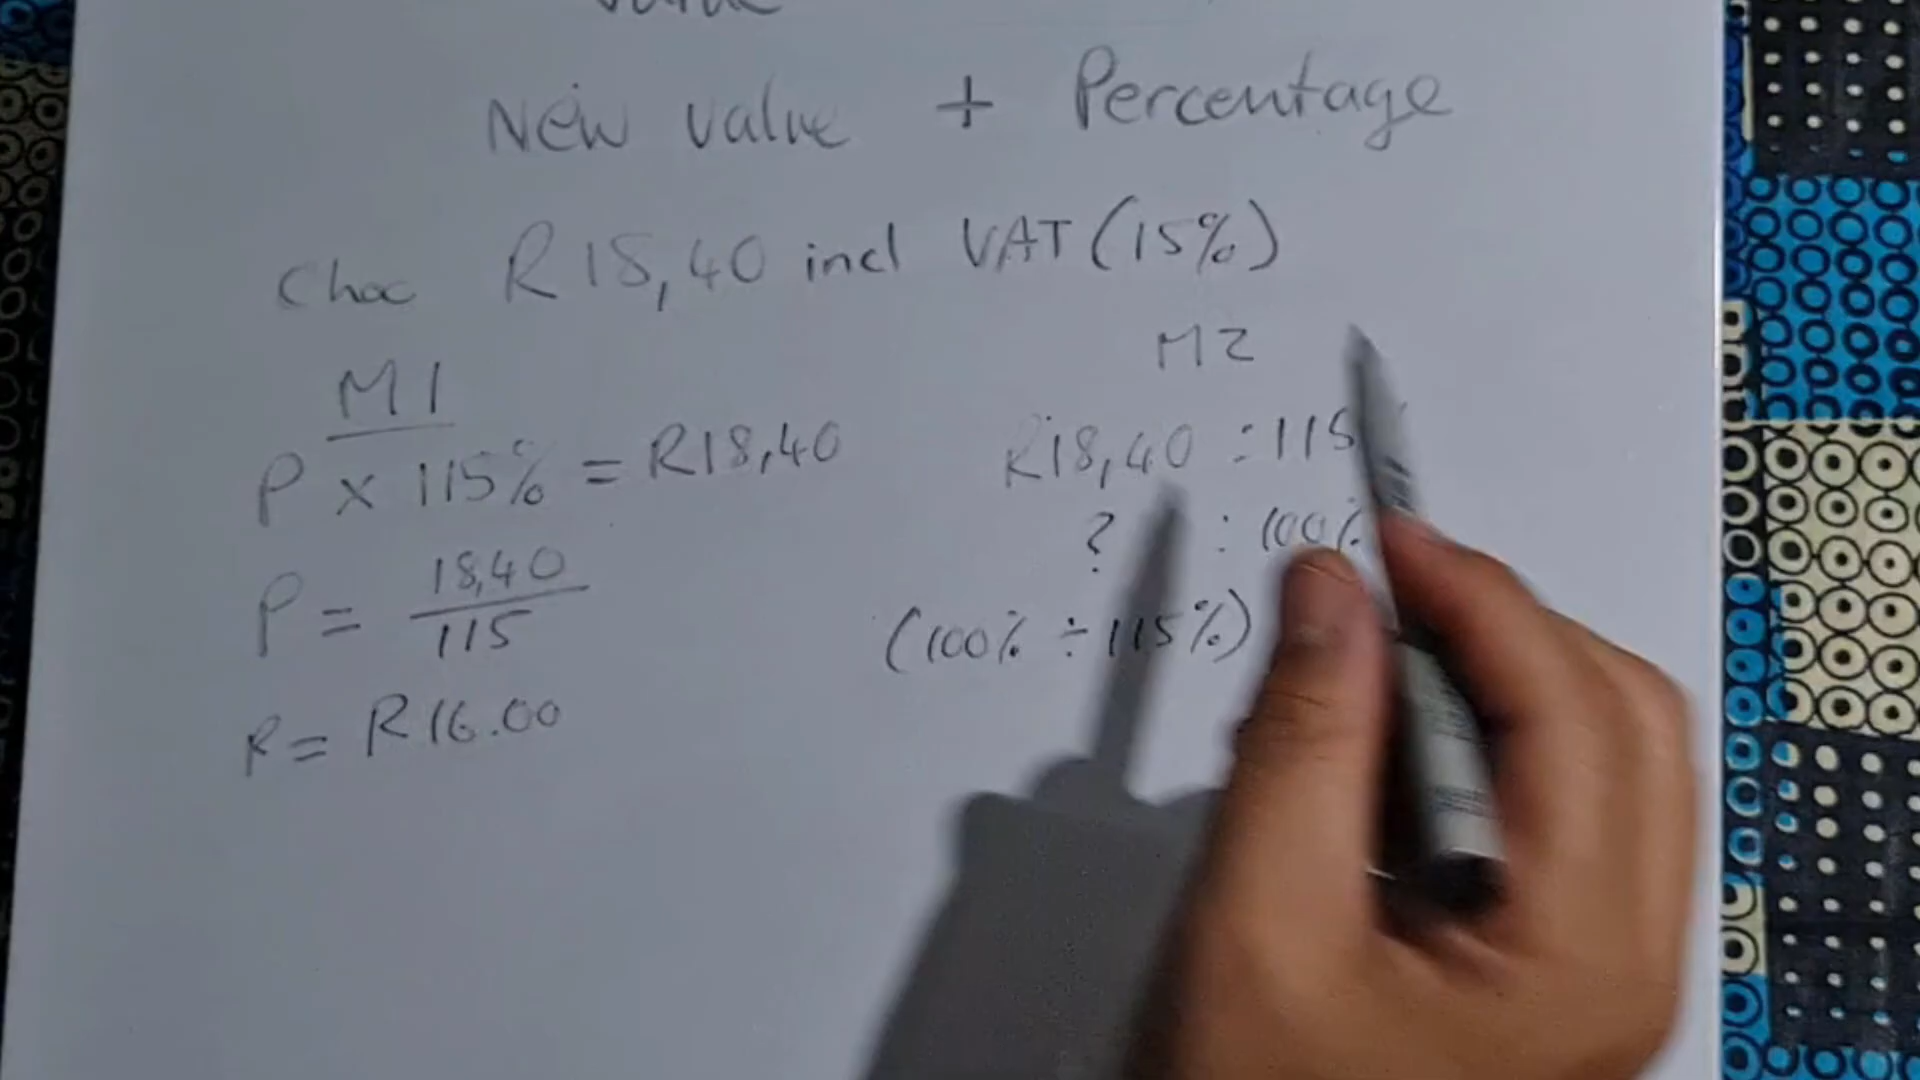 New value + Percentage
Choc R18,40 incl VAT (15%)
M1
P x 115% = R18,40
P = 18,40
115
P = R16.00
M2
R18,40 : 115
? : 100%
(100% ÷ 115%)